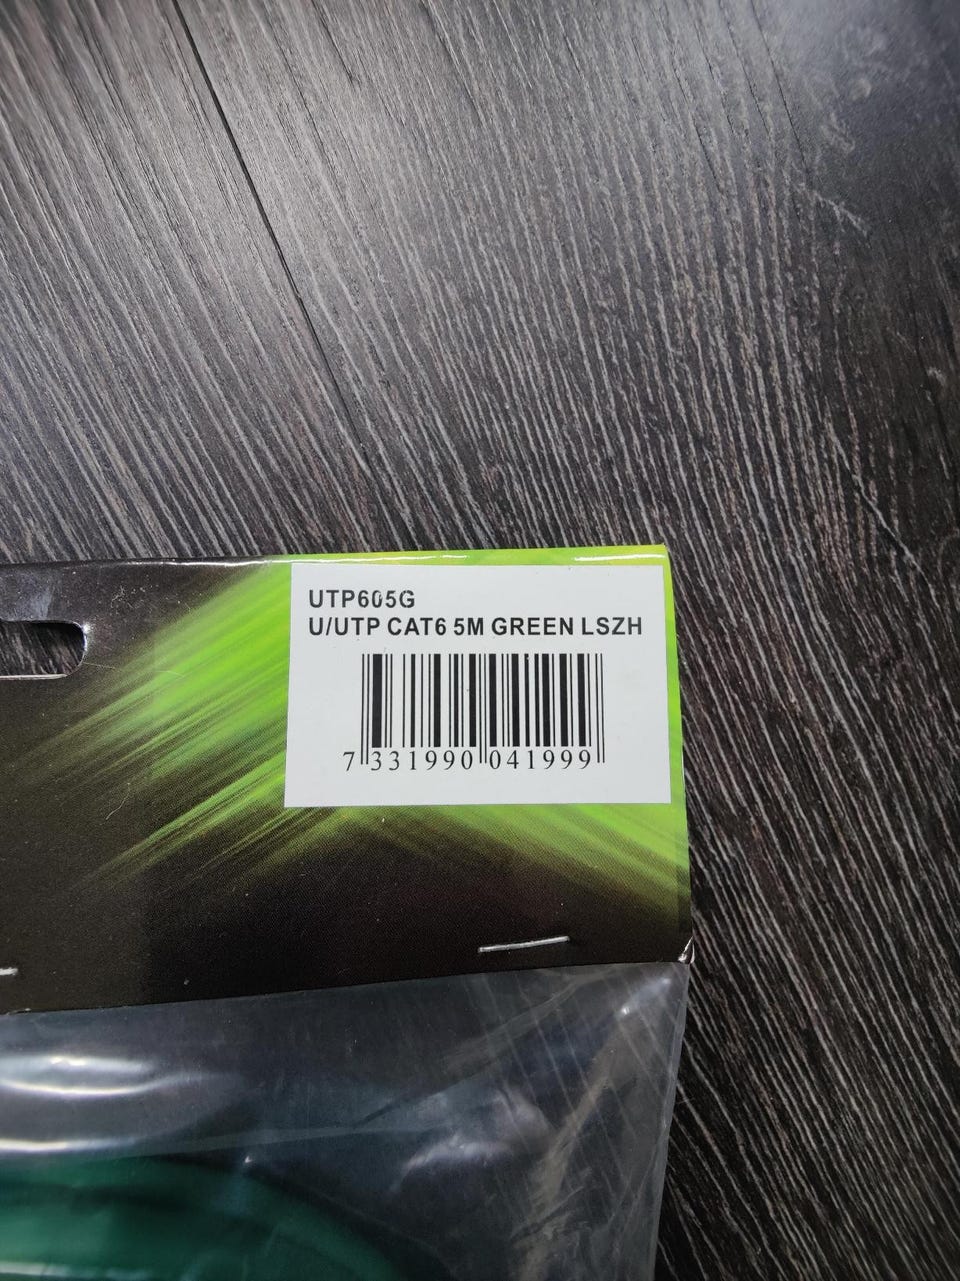 UTP605G
U/UTP CAT6 5M GREEN LSZH
7 331990 041999